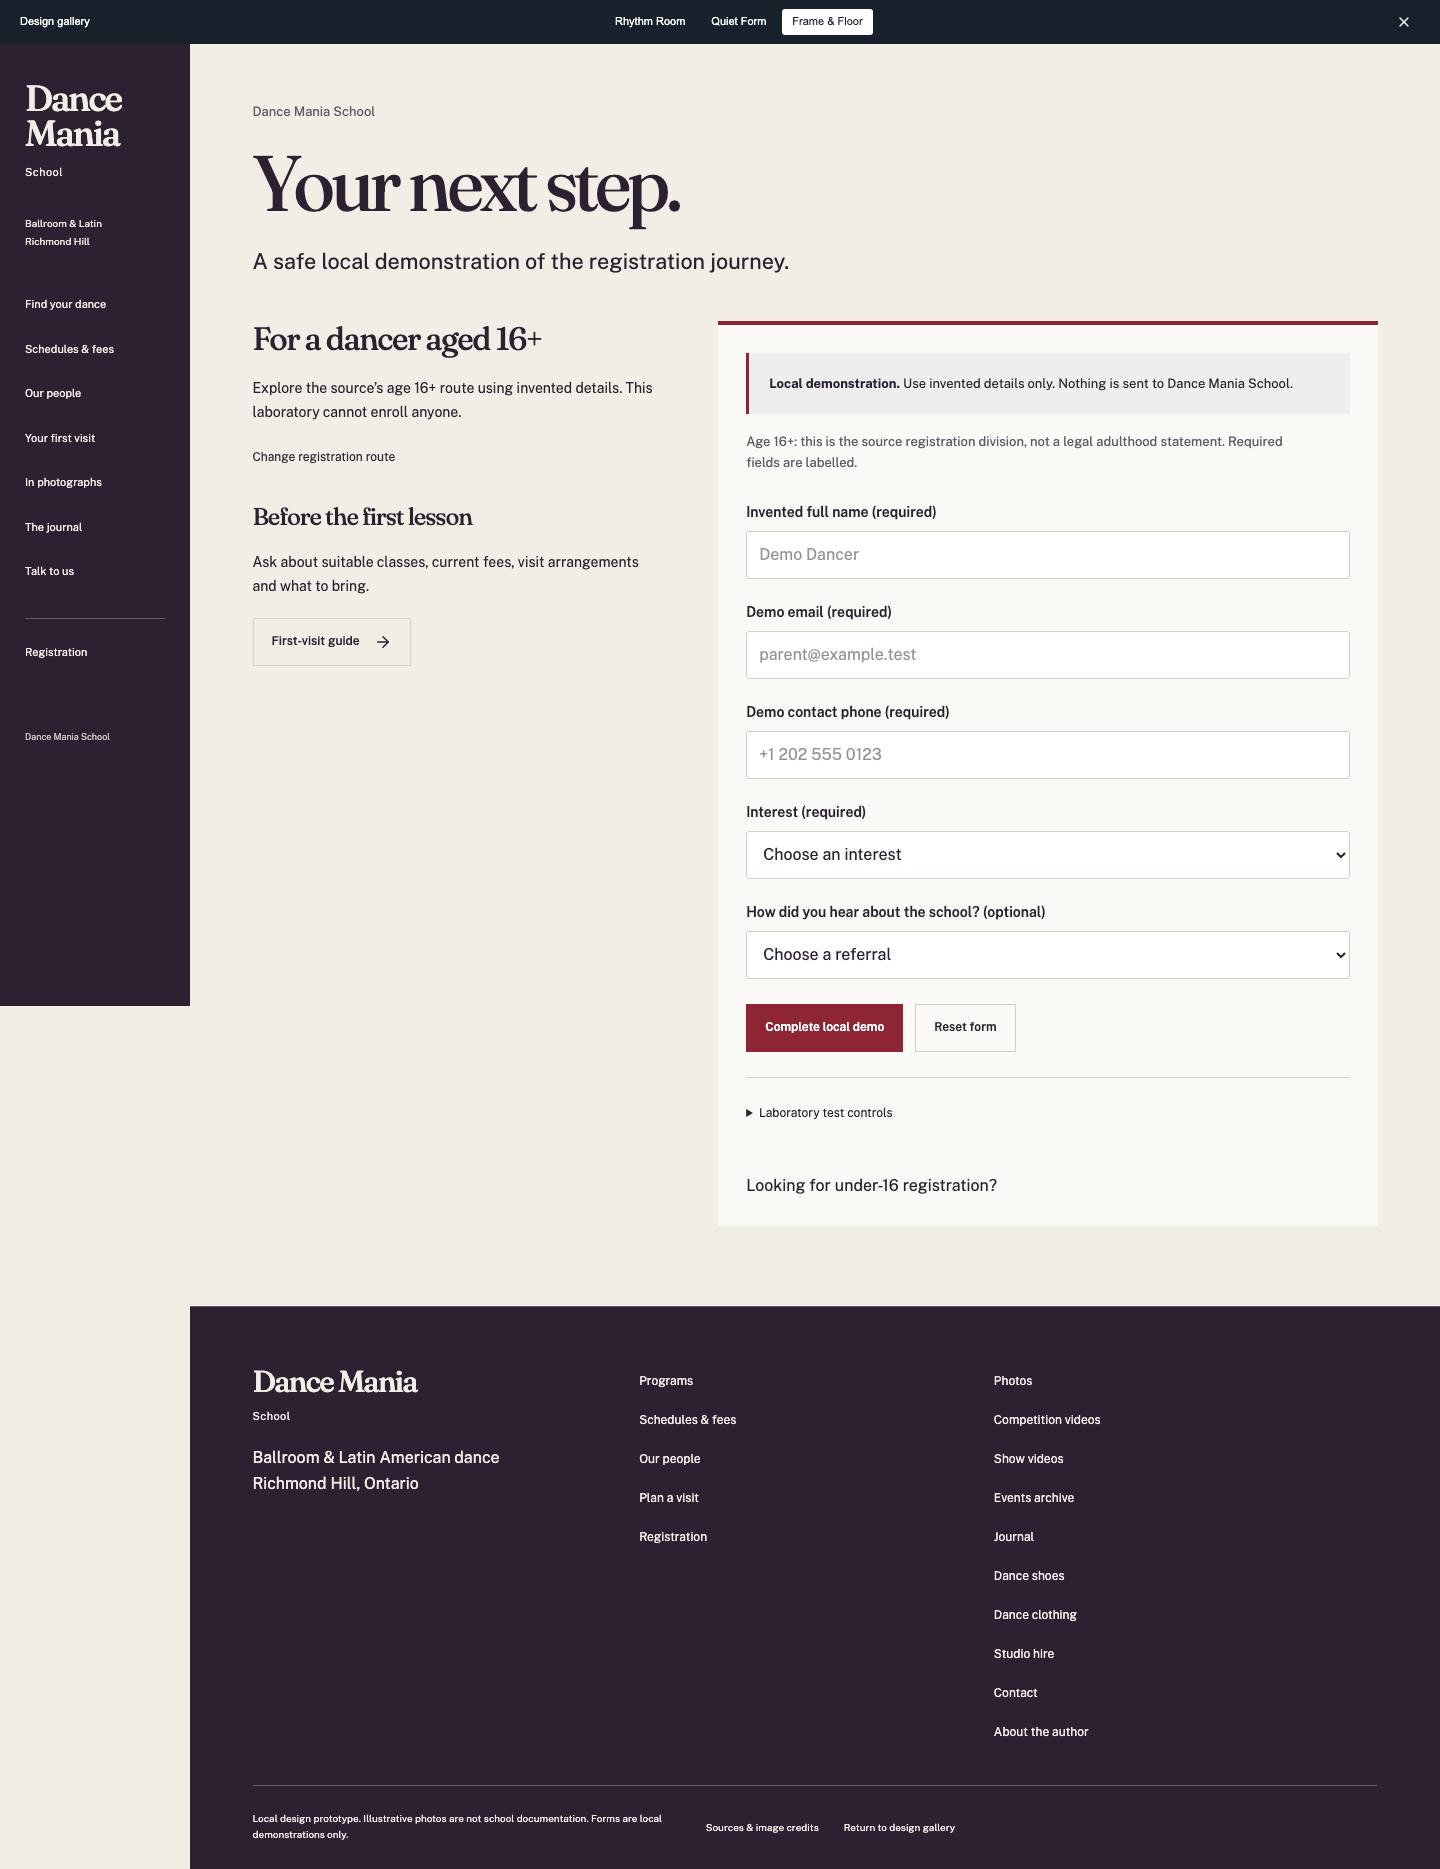 Design gallery
Rhythm Room
Quiet Form
Frame & Floor
Dance
Mania
School
Ballroom & Latin
Richmond Hill
Find your dance
Schedules & fees
Our people
Your first visit
In photographs
The journal
Talk to us
Registration
Dance Mania School
Dance Mania School
Your next step.
A safe local demonstration of the registration journey.
For a dancer aged 16+
Explore the source's age 16+ route using invented details. This
laboratory cannot enroll anyone.
Change registration route
Before the first lesson
Ask about suitable classes, current fees, visit arrangements
and what to bring.
First-visit guide
Local demonstration. Use invented details only. Nothing is sent to Dance Mania School.
Age 16+: this is the source registration division, not a legal adulthood statement. Required
fields are labelled.
Invented full name (required)
Demo Dancer
Demo email (required)
parent@example.test
Demo contact phone (required)
+1 202 555 0123
Interest (required)
Choose an interest
How did you hear about the school? (optional)
Choose a referral
Complete local demo
Reset form
Laboratory test controls
Looking for under-16 registration?
Dance Mania
School
Ballroom & Latin American dance
Richmond Hill, Ontario
Programs
Schedules & fees
Our people
Plan a visit
Registration
Photos
Competition videos
Show videos
Events archive
Journal
Dance shoes
Dance clothing
Studio hire
Contact
About the author
Local design prototype. Illustrative photos are not school documentation. Forms are local
demonstrations only.
Sources & image credits
Return to design gallery